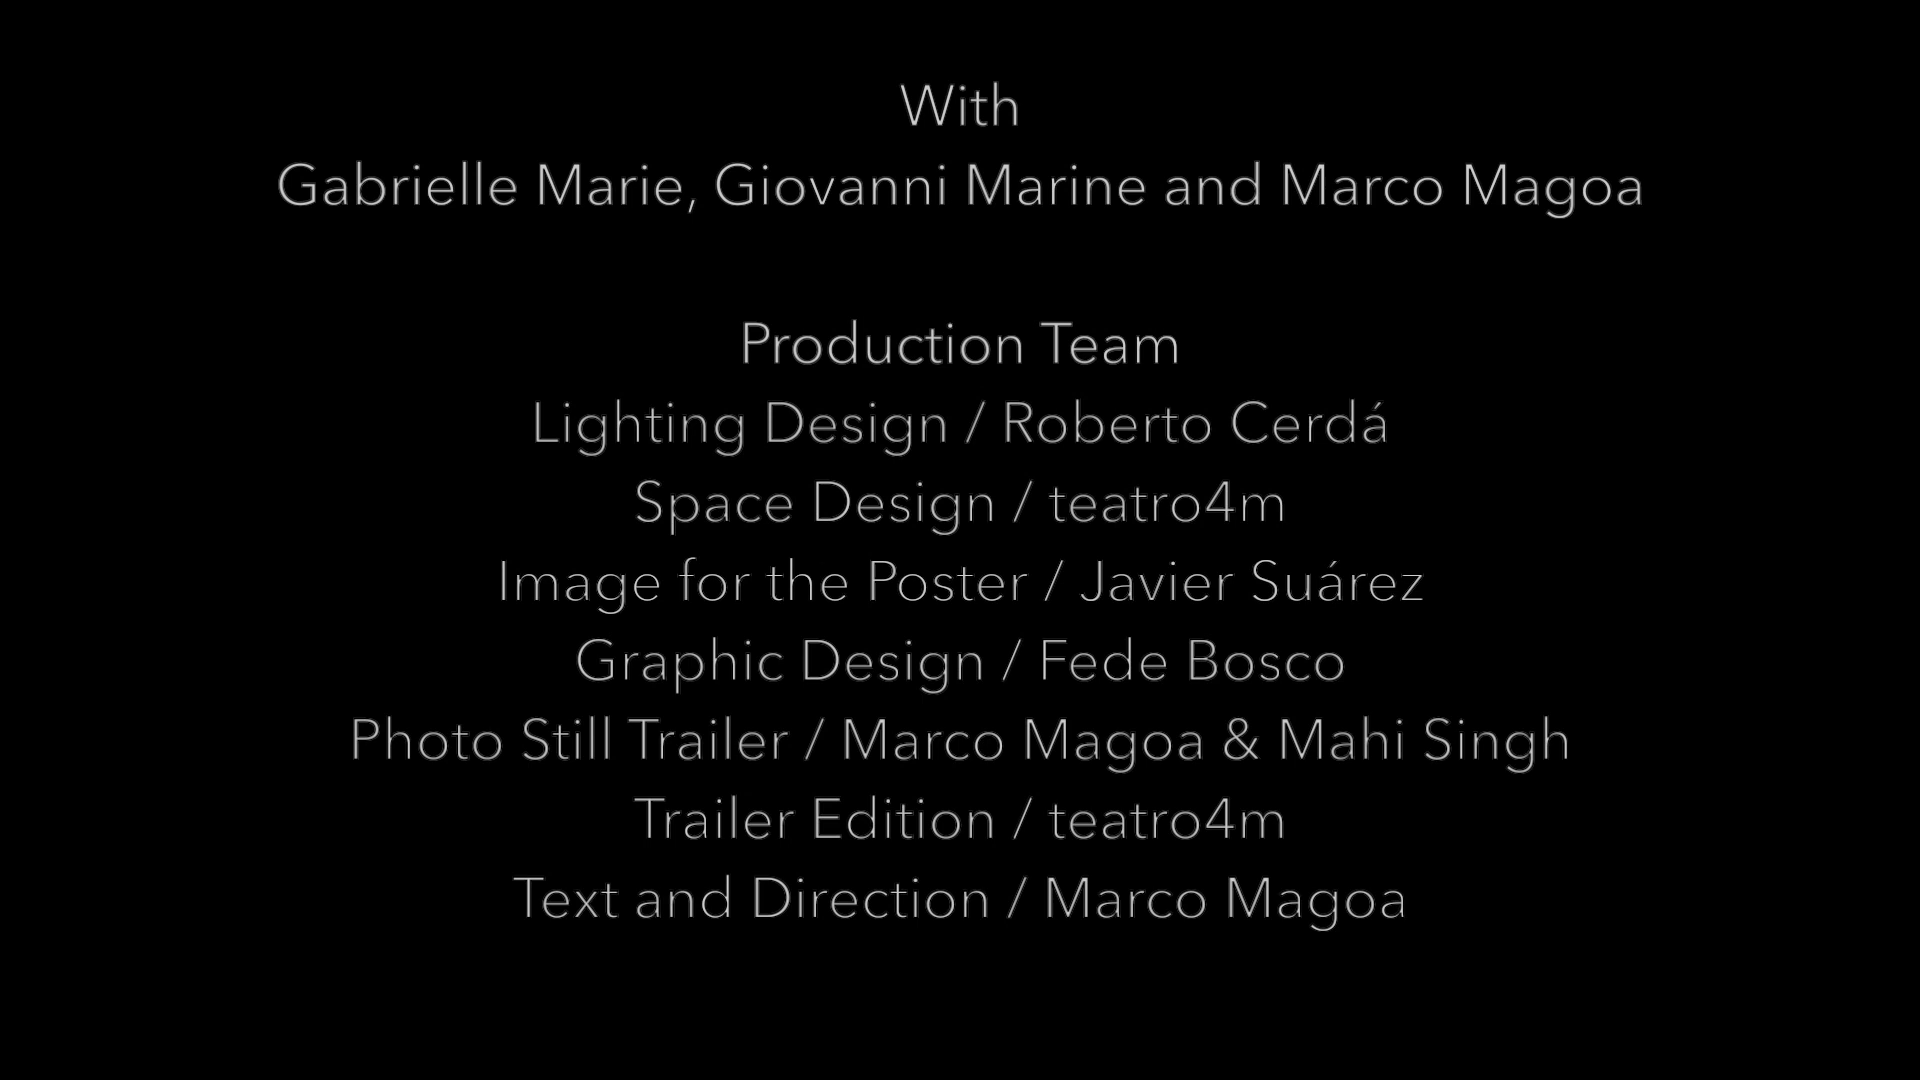 With
Gabrielle Marie, Giovanni Marine and Marco Magoa
Production Team
Lighting Design / Roberto Cerdá
Space Design / teatro4m
Image for the Poster / Javier Suárez
Graphic Design / Fede Bosco
Photo Still Trailer / Marco Magoa & Mahi Singh
Trailer Edition / teatro4m
Text and Direction / Marco Magoa